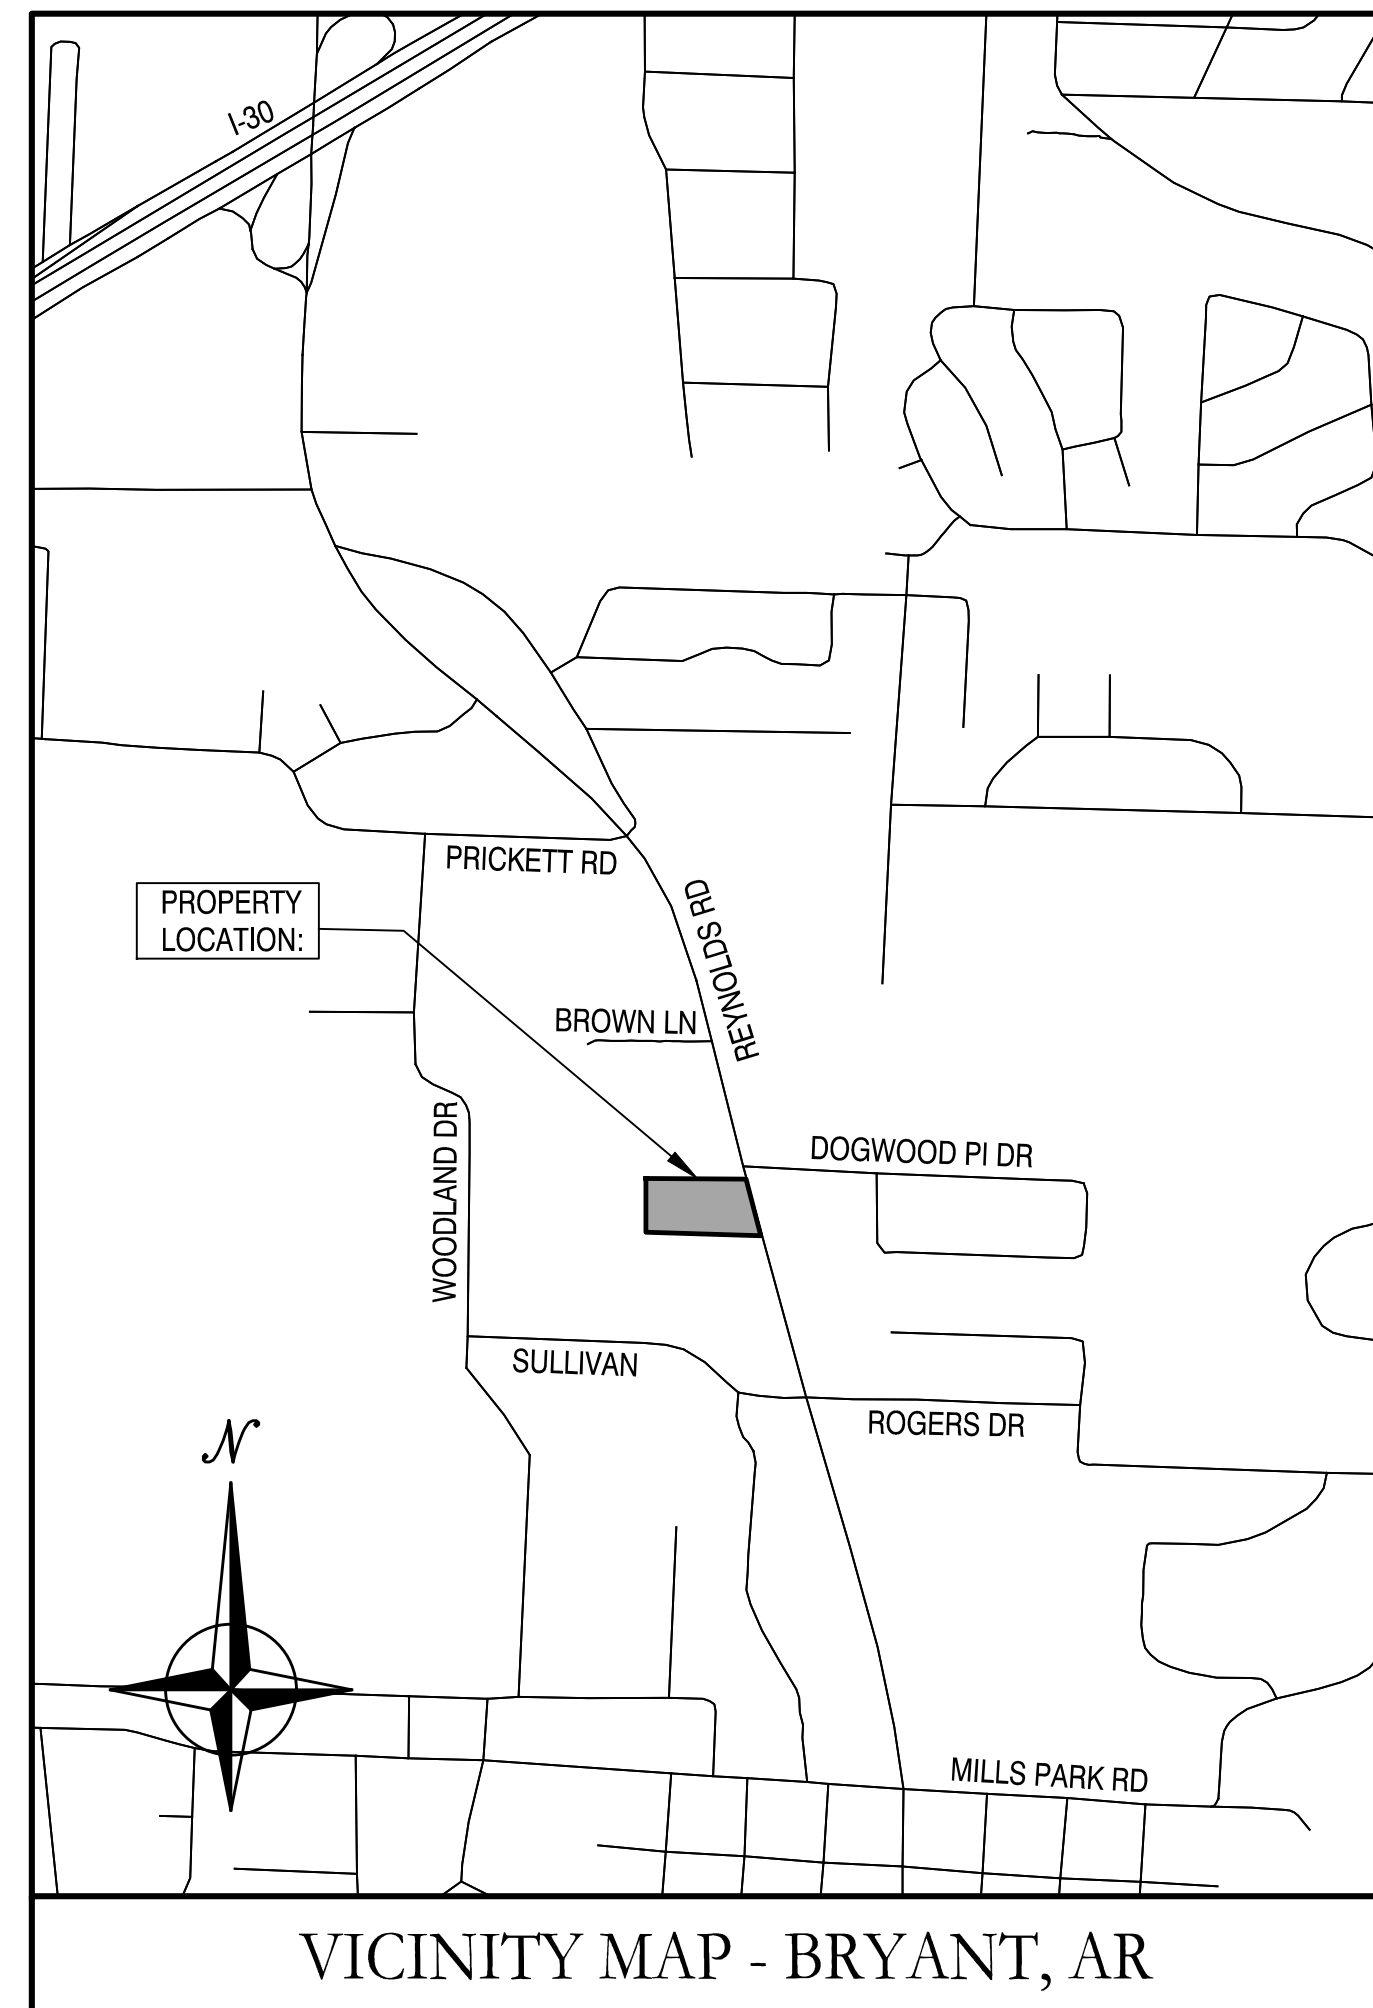 I-30
PRICKETT RD
PROPERTY
LOCATION:
REYNOLDS RD
BROWN LN
WOODLAND DR
DOGWOOD PI DR
SULLIVAN
ROGERS DR
N
MILLS PARK RD
VICINITY MAP - BRYANT, AR